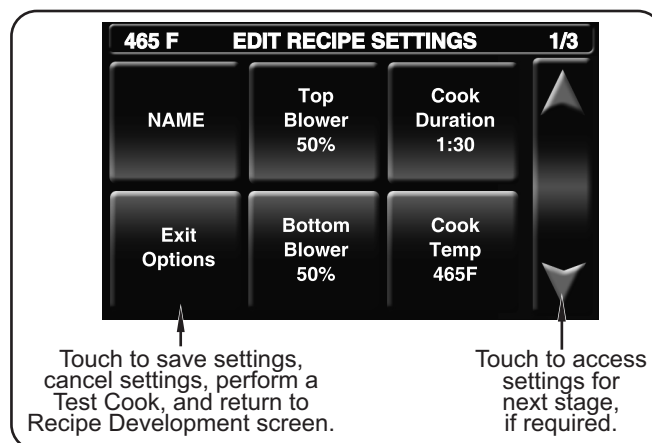 465 F EDIT RECIPE SETTINGS 1/3
NAME
Top
Blower
50%
Cook
Duration
1:30
Exit
Options
Bottom
Blower
50%
Cook
Temp
465F
Touch to save settings,
cancel settings, perform a
Test Cook, and return to
Recipe Development screen.
Touch to access
settings for
next stage,
if required.